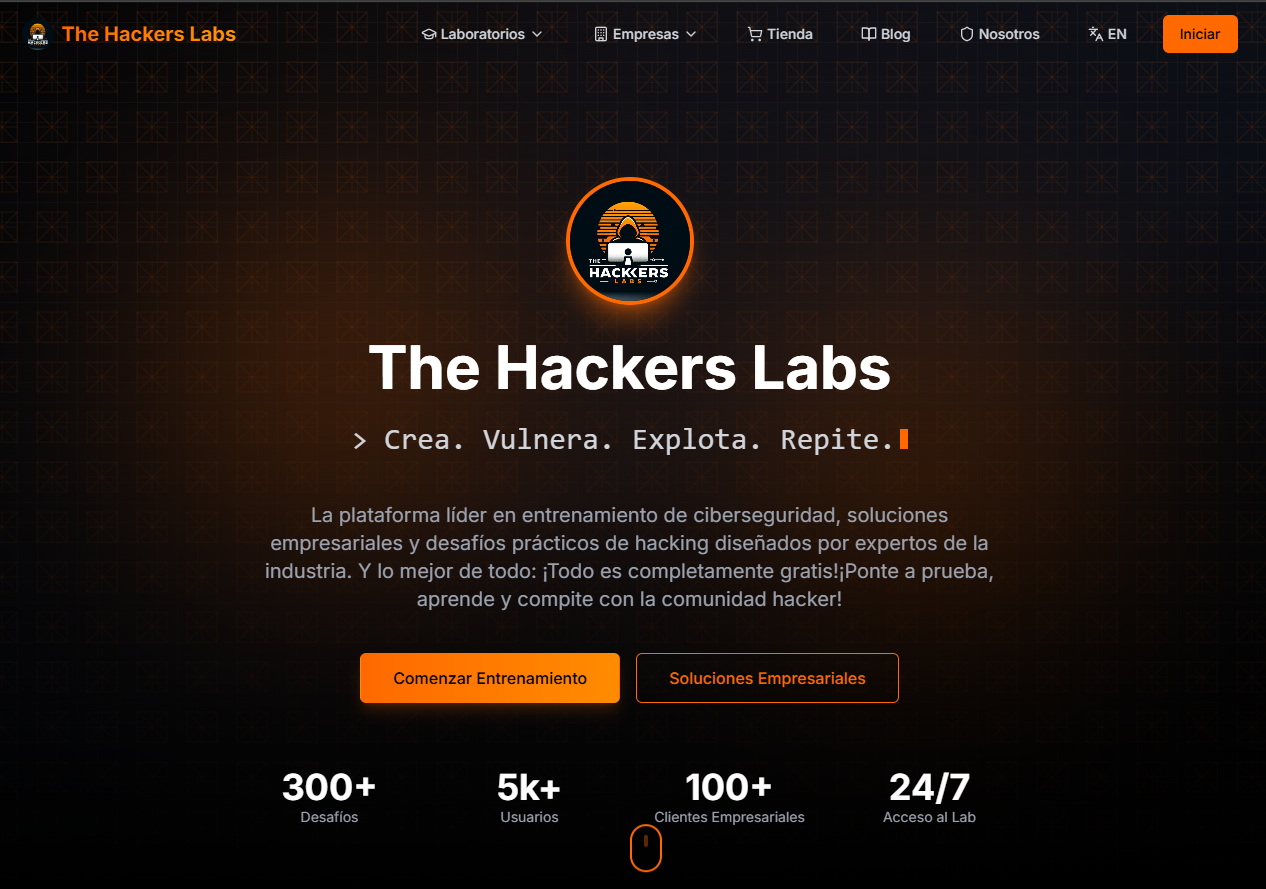 The Hackers Labs
Laboratorios
Empresas
Tienda
Blog
Nosotros
EN
Iniciar
THE
HACKKERS
LABS
The Hackers Labs
> Crea. Vulnera. Explota. Repite.
La plataforma líder en entrenamiento de ciberseguridad, soluciones
empresariales y desafíos prácticos de hacking diseñados por expertos de la
industria. Y lo mejor de todo: ¡Todo es completamente gratis!¡Ponte a prueba,
aprende y compite con la comunidad hacker!
Comenzar Entrenamiento
Soluciones Empresariales
300+
Desafíos
5k+
Usuarios
100+
Clientes Empresariales
24/7
Acceso al Lab